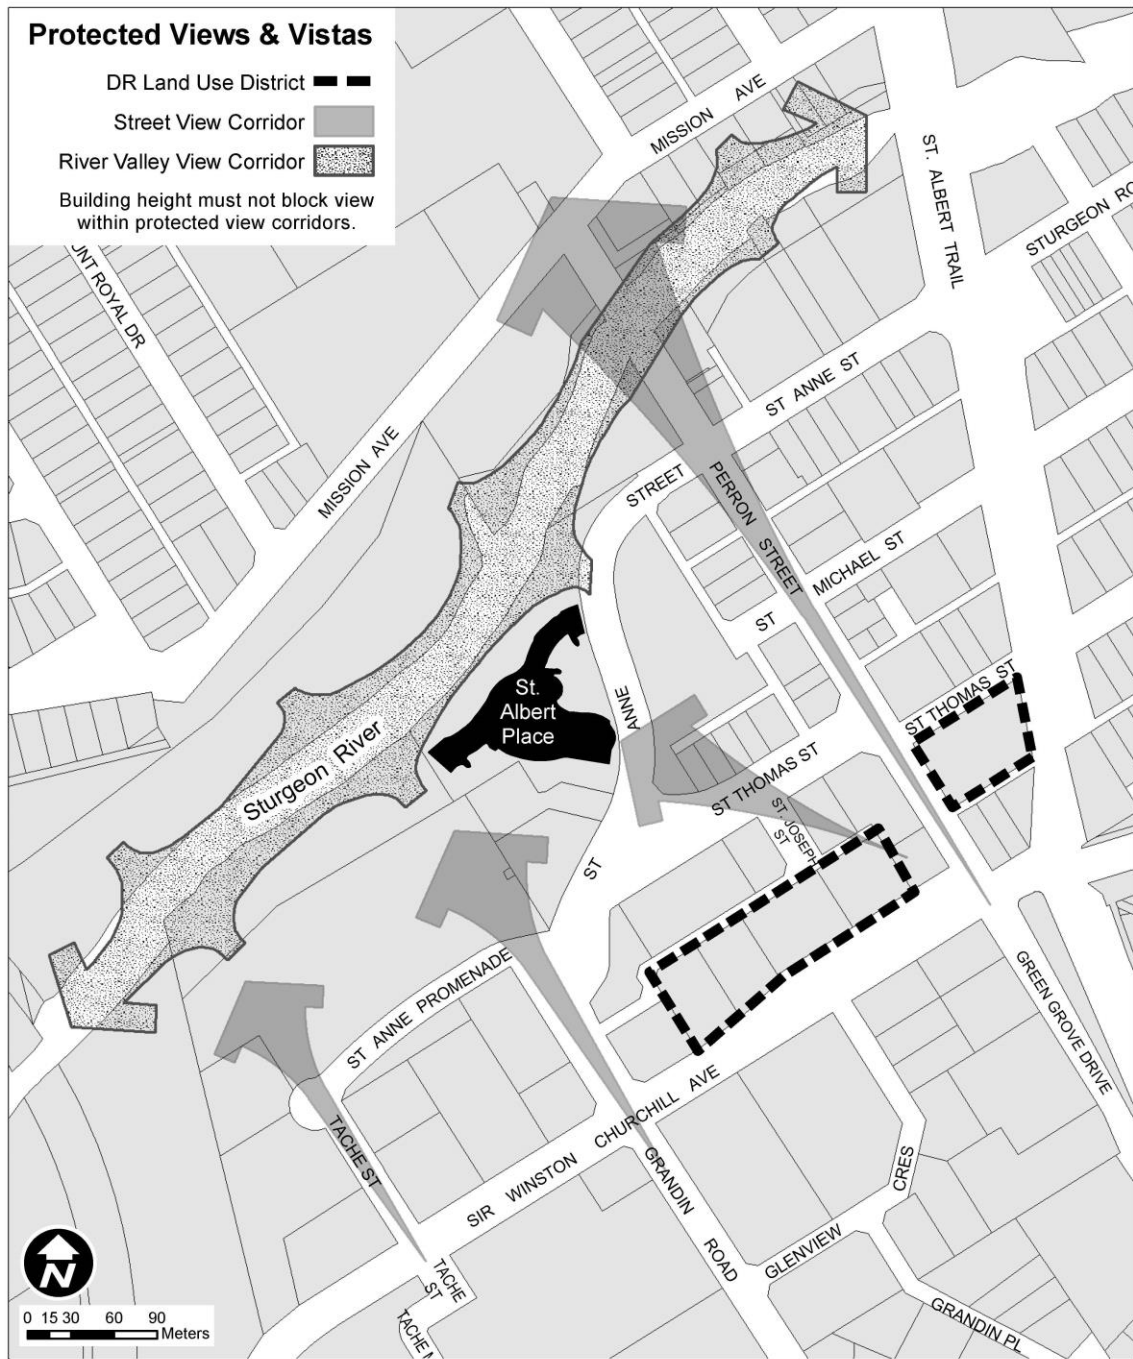 Protected Views & Vistas
DR Land Use District
Street View Corridor
River Valley View Corridor
Building height must not block view
within protected view corridors.
MISSION AVE
ST. ALBERT TRAIL
ROYAL DR
MISSION AVE
ST ANNE ST
STREET
PERRON STREET
MICHAEL ST
ST
ANNE
ST THOMAS ST
St.
Albert
Place
ST THOMAS ST
Sturgeon River
ST. JOSEPH
ST
ST
ST ANNE PROMENADE
GREEN GROVE DRIVE
TACHE ST
SIR WINSTON CHURCHILL AVE
GRANDIN ROAD
CRES
GLENVIEW
GRANDIN PL
TACHE
ST
TACHE
N
0 15 30 60 90
Meters
STURGEON